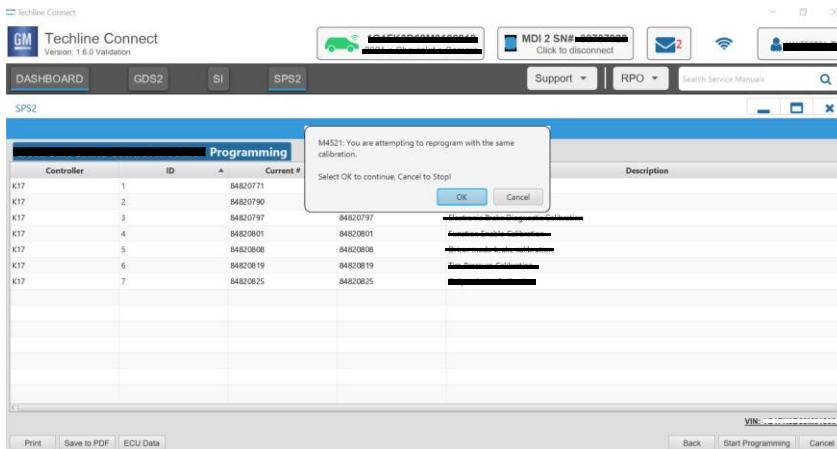 Techline Connect
GM
Techline Connect
Version: 1.6.0 Validation
MDI 2 SN#
Click to disconnect
2
DASHBOARD
GDS2
SI
SPS2
Support
RPO
Search Service Manuals
SPS2
M4521: You are attempting to reprogram with the same
calibration.
Select OK to continue, Cancel to Stop!
OK
Cancel
Programming
Controller ID Current # Description
K17 1 84820771
K17 2 84820790
K17 3 84820797 84820797
K17 4 84820801 84820801
K17 5 84820808 84820808
K17 6 84820819 84820819
K17 7 84820825 84820825
VIN:
Print
Save to PDF
ECU Data
Back
Start Programming
Cancel